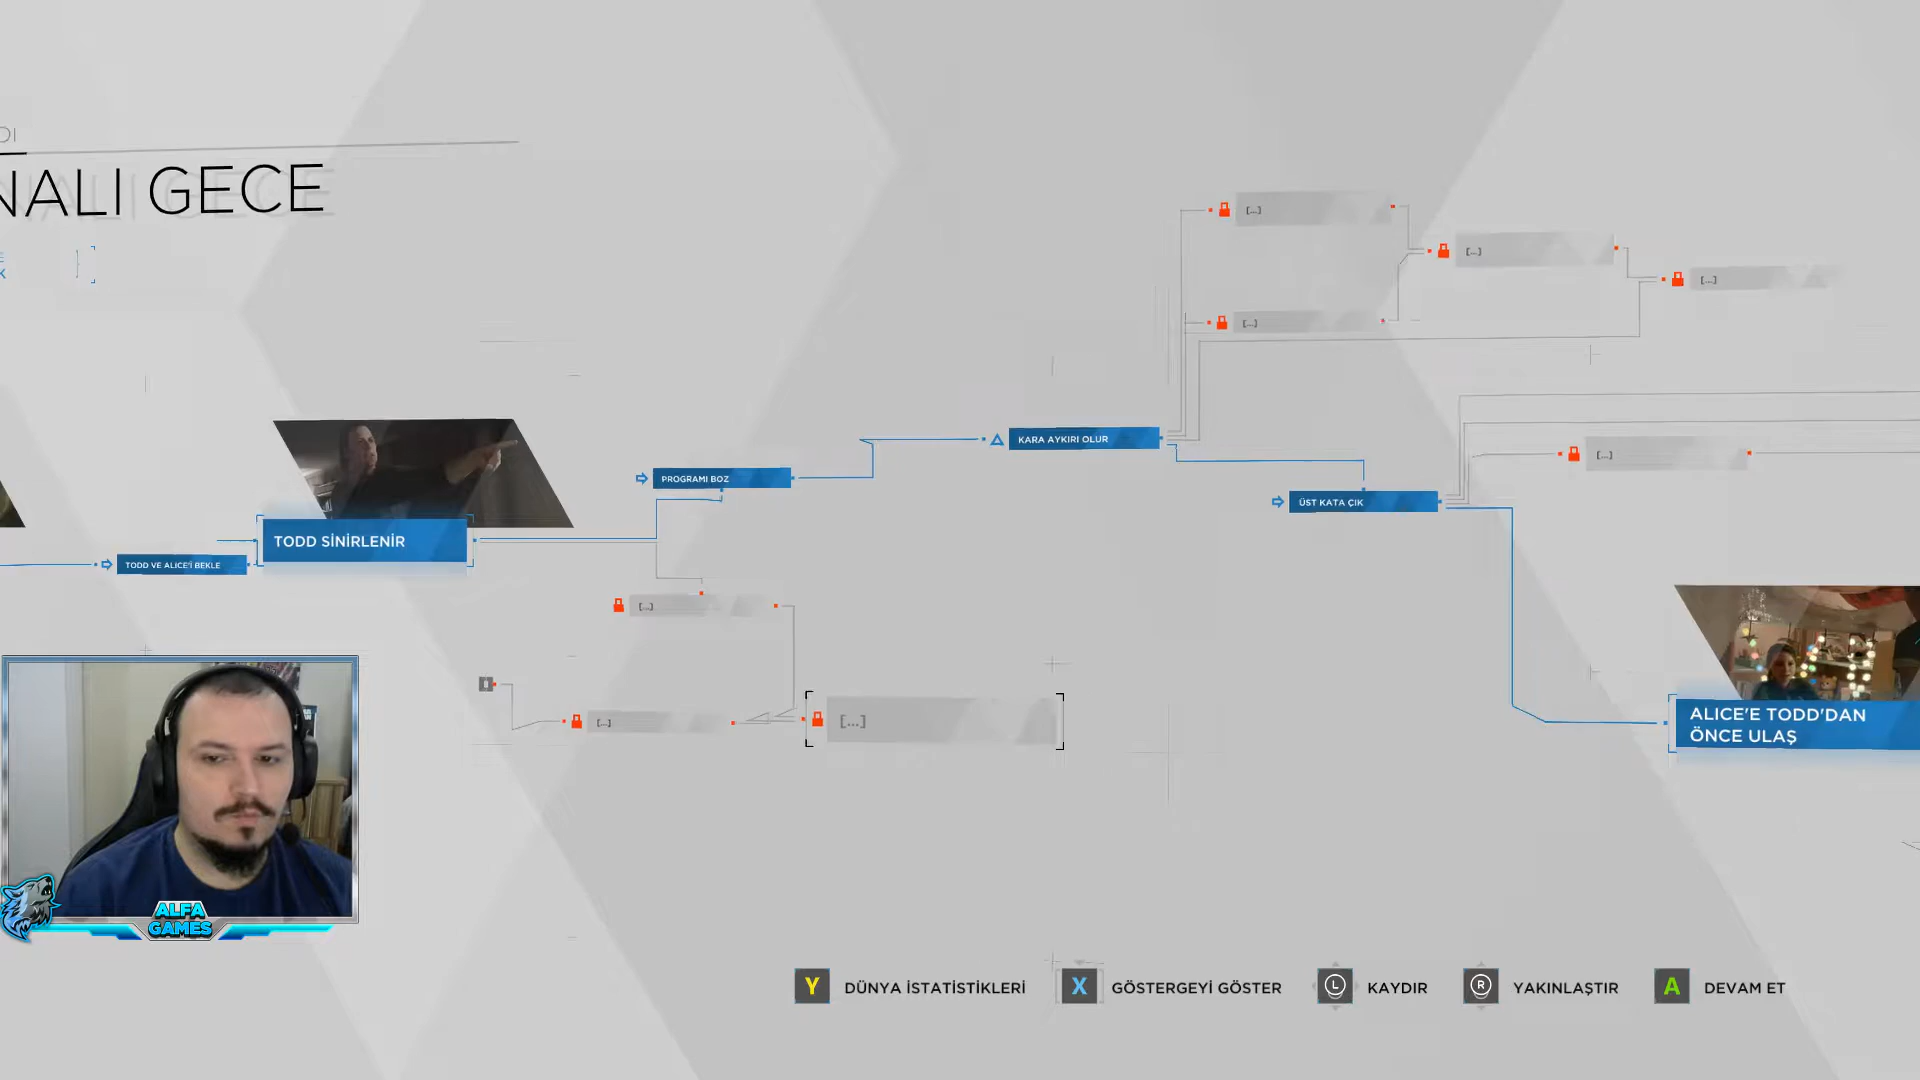 DI
NALI GECE
E
K
[...]
[...]
[...]
[...]
KARA AYKIRI OLUR
[...]
PROGRAMI BOZ
ÜST KATA ÇIK
TODD SİNİRLENİR
TODD VE ALICE'İ BEKLE
[...]
[...]
[...]
ALICE'E TODD'DAN
ÖNCE ULAŞ
ALFA
GAMES
Y DÜNYA İSTATİSTİKLERİ
X GÖSTERGEYİ GÖSTER
L KAYDIR
R YAKINLAŞTIR
A DEVAM ET